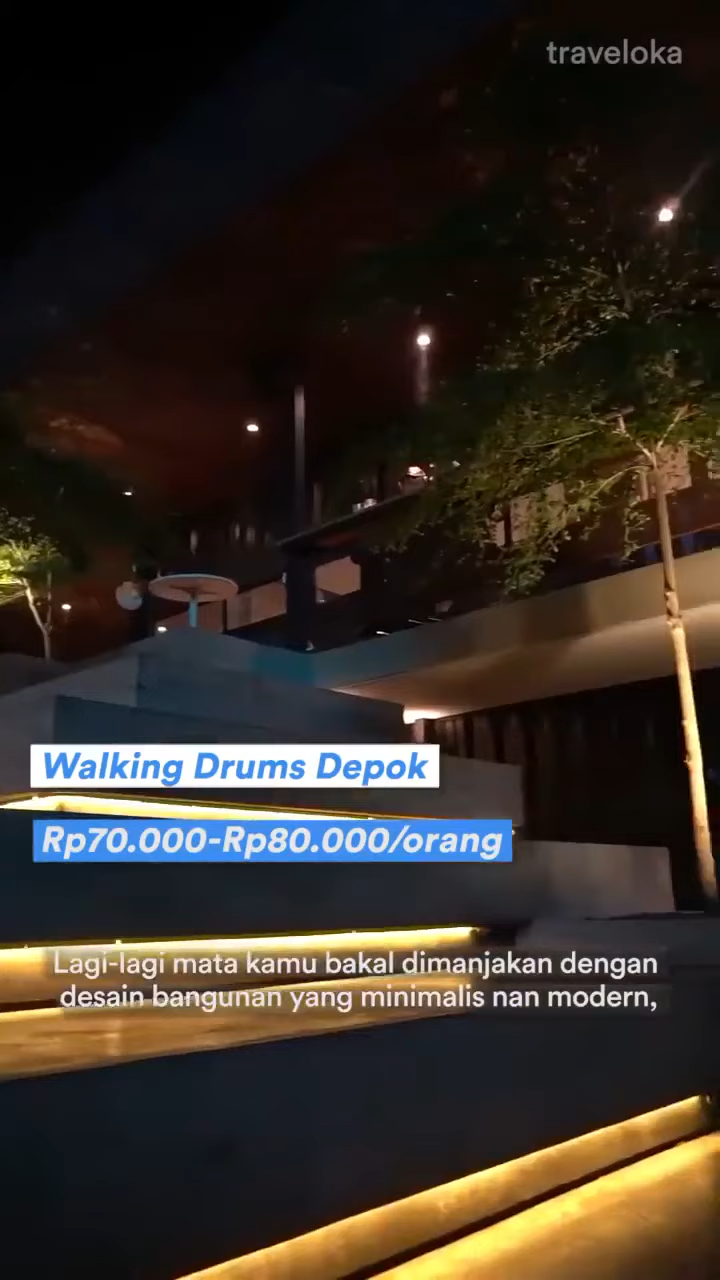 traveloka
Walking Drums Depok
Rp70.000-Rp80.000/orang
Lagi-lagi mata kamu bakal dimanjakan dengan
desain bangunan yang minimalis nan modern,